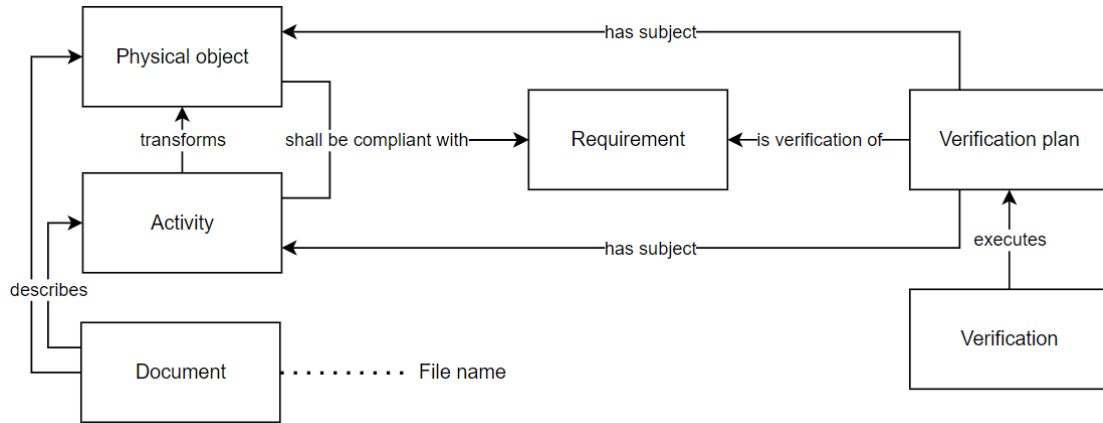 has subject
Physical object
transforms
shall be compliant with
Requirement
is verification of
Verification plan
Activity
has subject
executes
describes
Verification
Document
File name